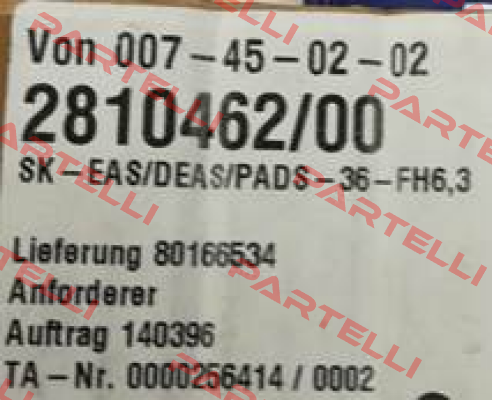 Von 007-45-02-02
2810462/00
SK-EAS/DEAS/PADS-36-FH6,3
Lieferung 80166534
Anforderer
Auftrag 140396
TA-Nr. 0000256414 / 0002
PARTELLI
PARTELLI
PARTELLI
PARTELLI
PARTELLI